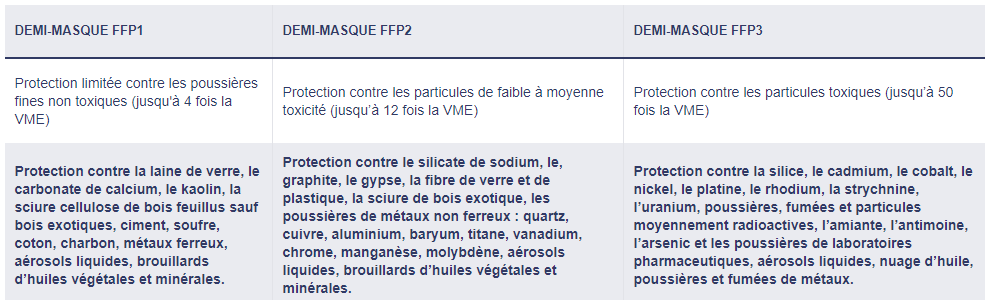 DEMI-MASQUE FFP1
DEMI-MASQUE FFP2
DEMI-MASQUE FFP3
Protection limitée contre les poussières
fines non toxiques (jusqu'à 4 fois la
VME)
Protection contre les particules de faible à moyenne
toxicité (jusqu’à 12 fois la VME)
Protection contre les particules toxiques (jusqu’à 50
fois la VME)
Protection contre la laine de verre, le
carbonate de calcium, le kaolin, la
sciure cellulose de bois feuillus sauf
bois exotiques, ciment, soufre,
coton, charbon, métaux ferreux,
aérosols liquides, brouillards
d’huiles végétales et minérales.
Protection contre le silicate de sodium, le,
graphite, le gypse, la fibre de verre et de
plastique, la sciure de bois exotique, les
poussières de métaux non ferreux : quartz,
cuivre, aluminium, baryum, titane, vanadium,
chrome, manganèse, molybdène, aérosols
liquides, brouillards d’huiles végétales et
minérales.
Protection contre la silice, le cadmium, le cobalt, le
nickel, le platine, le rhodium, la strychnine,
l’uranium, poussières, fumées et particules
moyennement radioactives, l’amiante, l’antimoine,
l’arsenic et les poussières de laboratoires
pharmaceutiques, aérosols liquides, nuage d’huile,
poussières et fumées de métaux.